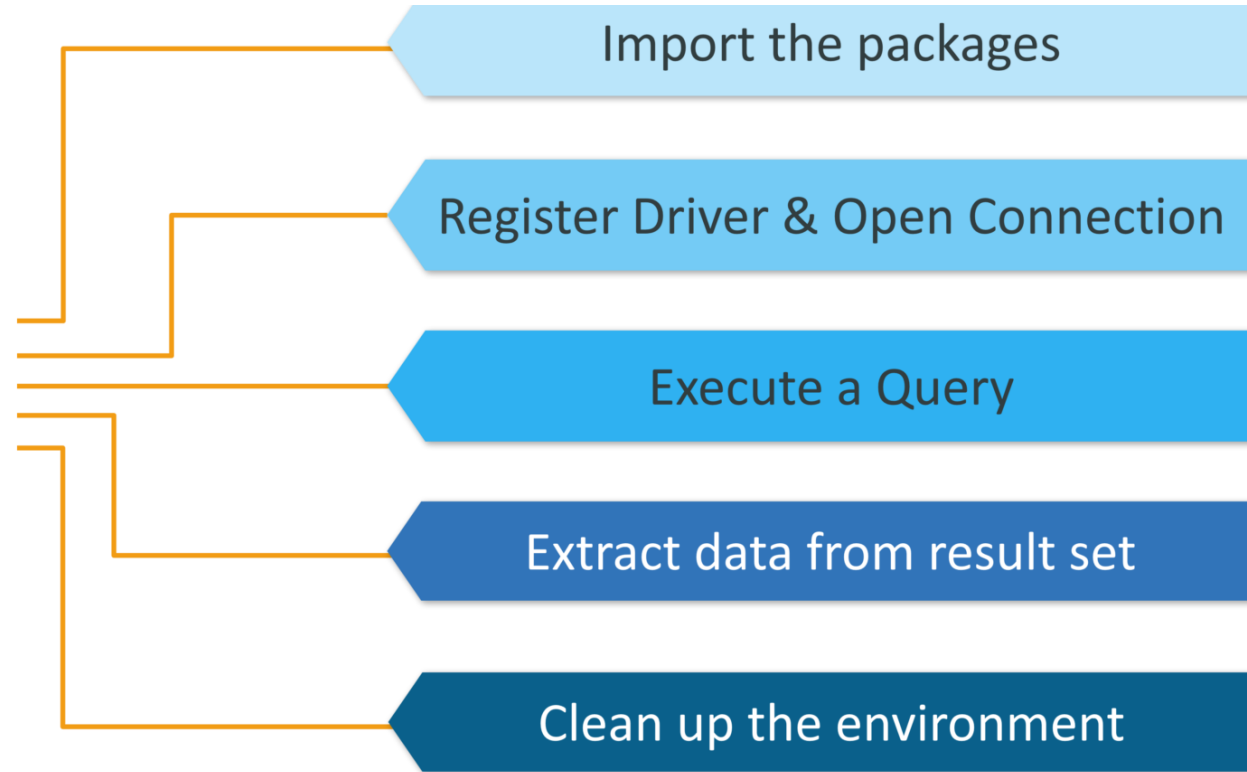 Import the packages
Register Driver & Open Connection
Execute a Query
Extract data from result set
Clean up the environment